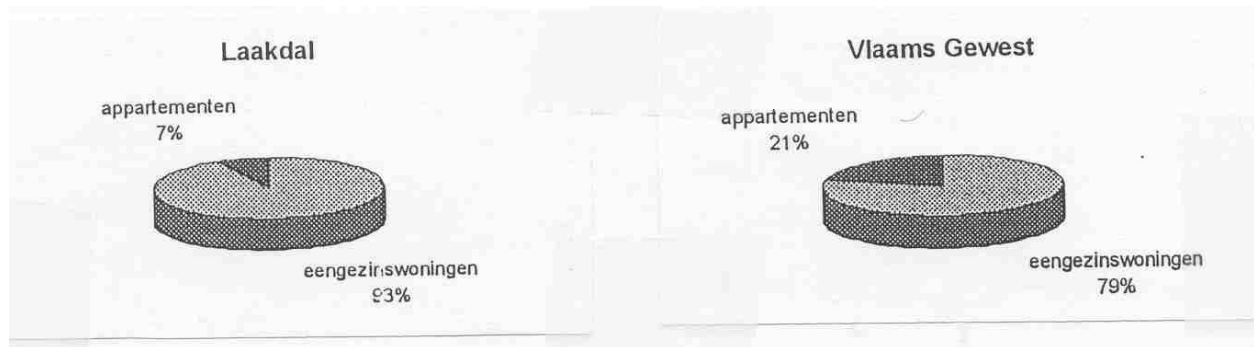 Laakdal
appartementen
7%
eengezinswoningen
93%
Vlaams Gewest
appartementen
21%
eengezinswoningen
79%